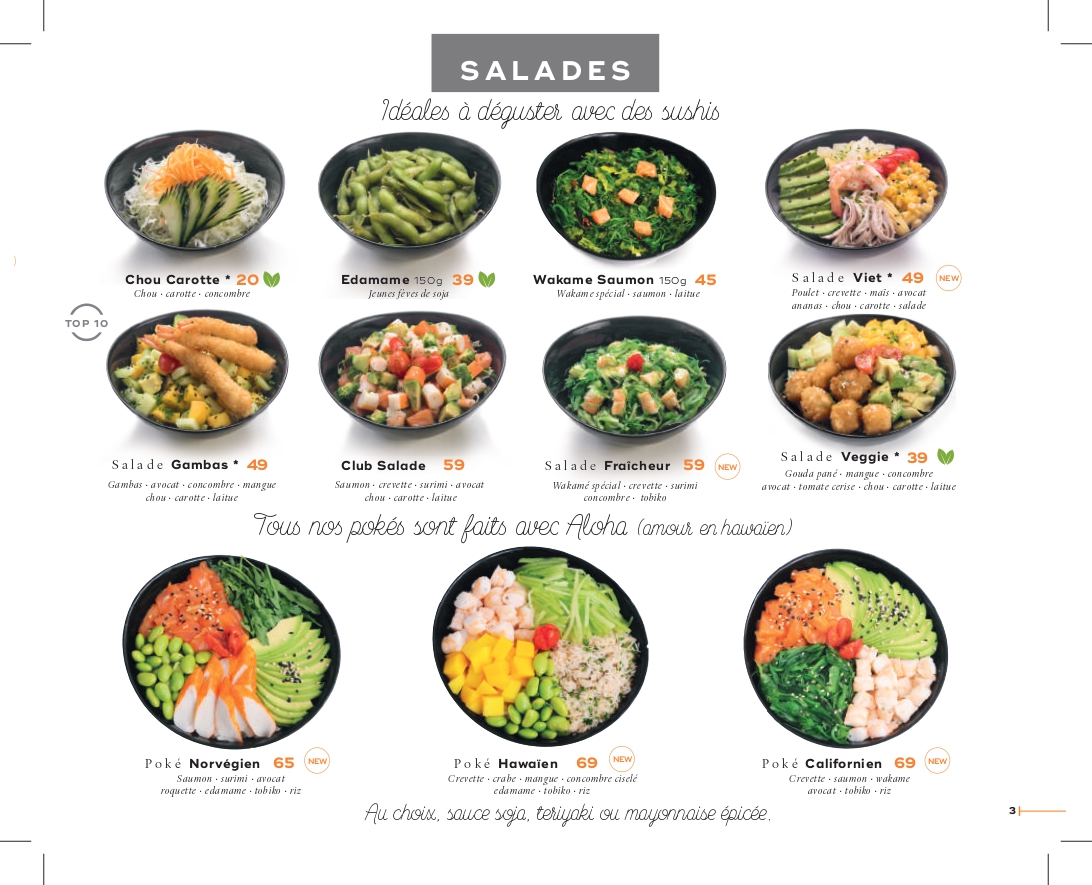 SALADES
Idéales à déguster avec des sushis
Chou Carotte * 20
Chou · carotte · concombre
Edamame 150g 39
Jeunes fèves de soja
Wakame Saumon 150g 45
Wakame spécial · saumon · laitue
Salade Viet * 49 NEW
Poulet · crevette · maïs · avocat
ananas · chou · carotte · salade
TOP 10
Salade Gambas * 49
Gambas · avocat · concombre · mangue
chou · carotte · laitue
Club Salade 59
Saumon · crevette · surimi · avocat
chou · carotte · laitue
Salade Fraîcheur 59 NEW
Wakamé spécial · crevette · surimi
concombre · tobiko
Salade Veggie * 39
Gouda pané · mangue · concombre
avocat · tomate cerise · chou · carotte · laitue
Tous nos pokés sont faits avec Aloha (amour en hawaïen)
Poké Norvégien 65 NEW
Saumon · surimi · avocat
roquette · edamame · tobiko · riz
Poké Hawaïen 69 NEW
Crevette · crabe · mangue · concombre ciselé
edamame · tobiko · riz
Poké Californien 69 NEW
Crevette · saumon · wakame
avocat · tobiko · riz
Au choix, sauce soja, teriyaki ou mayonnaise épicée.
3